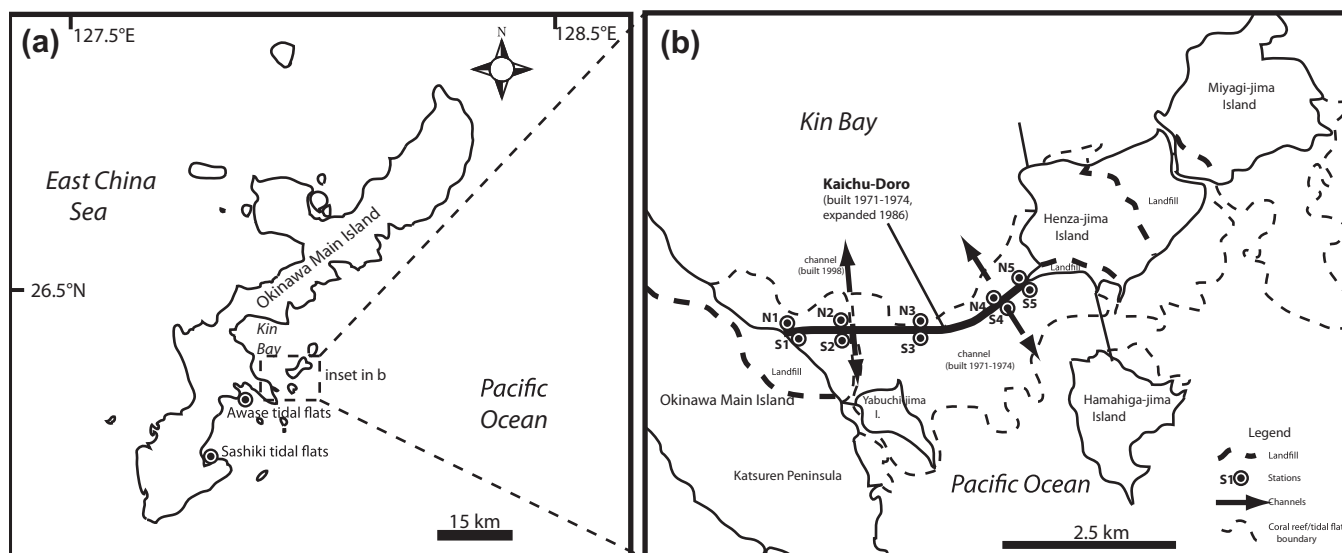 (a)
127.5°E
128.5°E
N
East China
Sea
Okinawa Main Island
26.5°N
Kin
Bay
inset in b
Awase tidal flats
Sashiki tidal flats
Pacific
Ocean
15 km
(b)
Kin Bay
Miyagi-jima
Island
Kaichu-Doro
(built 1971-1974,
expanded 1986)
Henza-jima
Island
Landfill
channel
(built 1998)
Landfill
N1
N2
N3
N4
N5
S1
S2
S3
S4
S5
channel
(built 1971-1974)
Landfill
Okinawa Main Island
Yabuchi-jima
I.
Hamahiga-jima
Island
Katsuren Peninsula
Pacific Ocean
Legend
Landfill
S1 Stations
Channels
Coral reef/tidal flat
boundary
2.5 km